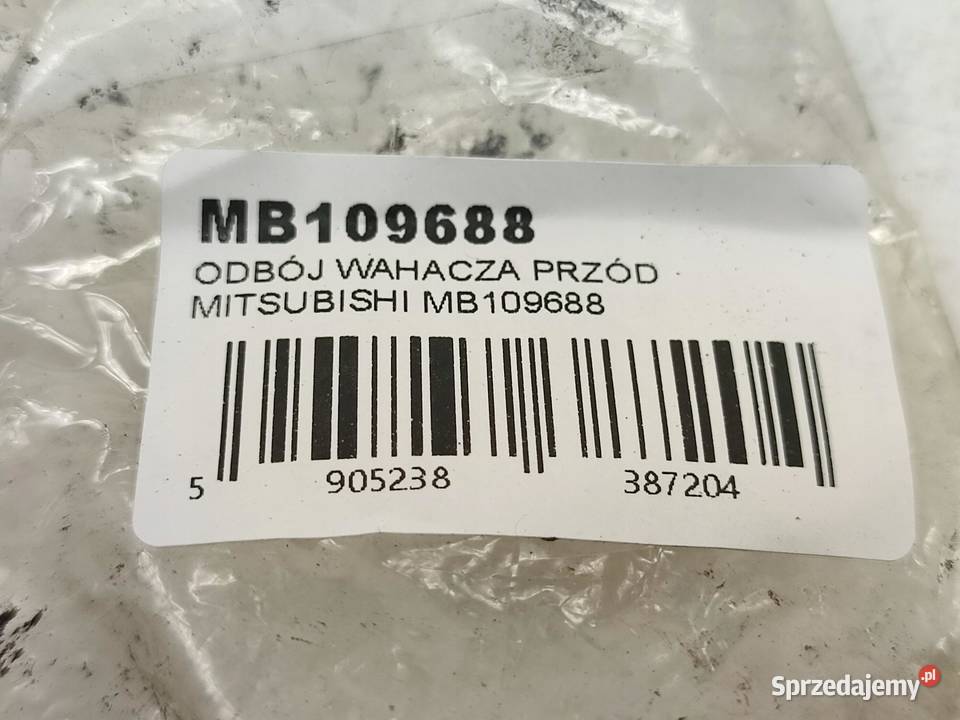 MB109688
ODBÓJ WAHACZA PRZÓD
MITSUBISHI MB109688
5 905238 387204
Sprzedajemy.pl